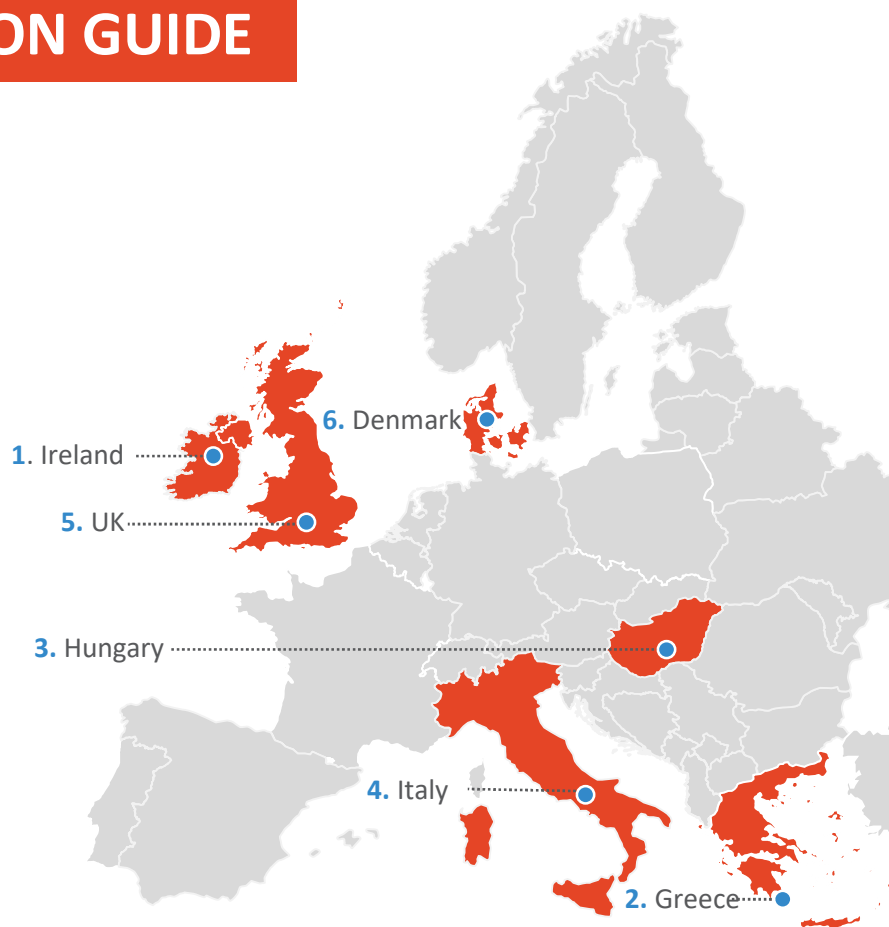 ON GUIDE
6. Denmark
1. Ireland
5. UK
3. Hungary
4. Italy
2. Greece